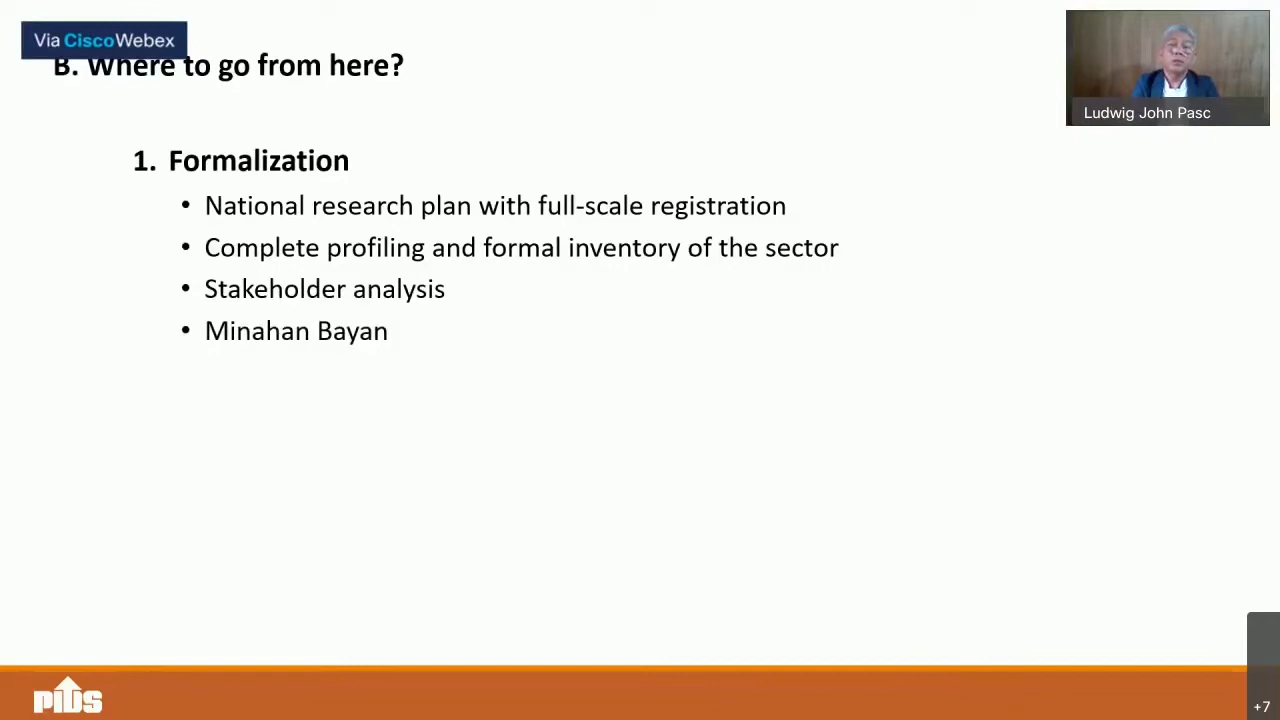 Via CiscoWebex
B. Where to go from here?
Ludwig John Pasc
1. Formalization
• National research plan with full-scale registration
• Complete profiling and formal inventory of the sector
• Stakeholder analysis
• Minahan Bayan
PIDS
+7